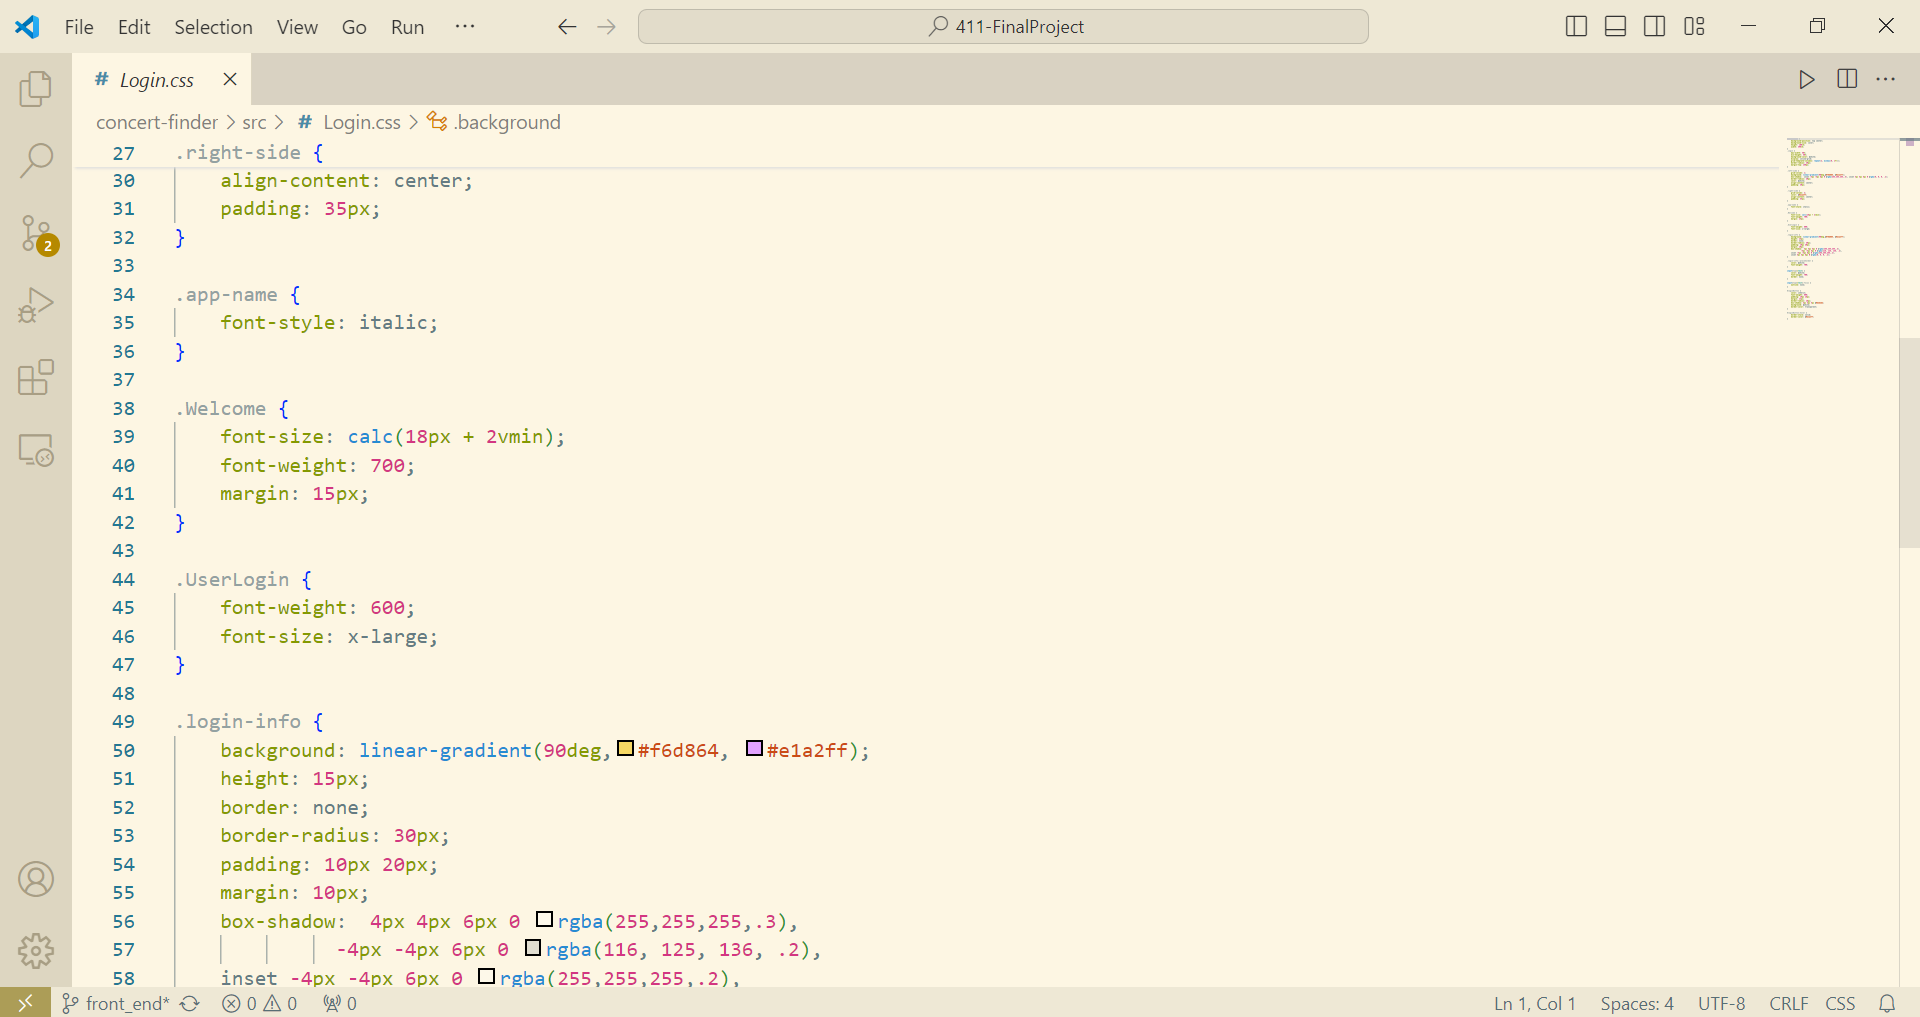 File Edit Selection View Go Run ··· 411-FinalProject
# Login.css
concert-finder > src > # Login.css > .background
27 .right-side {
30 align-content: center;
31 padding: 35px;
32 }
33
34 .app-name {
35 font-style: italic;
36 }
37
38 .Welcome {
39 font-size: calc(18px + 2vmin);
40 font-weight: 700;
41 margin: 15px;
42 }
43
44 .UserLogin {
45 font-weight: 600;
46 font-size: x-large;
47 }
48
49 .login-info {
50 background: linear-gradient(90deg, #f6d864, #e1a2ff);
51 height: 15px;
52 border: none;
53 border-radius: 30px;
54 padding: 10px 20px;
55 margin: 10px;
56 box-shadow:  4px 4px 6px 0 rgba(255,255,255,.3),
57 -4px -4px 6px 0 rgba(116, 125, 136, .2),
58 inset -4px -4px 6px 0 rgba(255,255,255,.2),
2
front_end* 0 0 0 Ln 1, Col 1 Spaces: 4 UTF-8 CRLF CSS